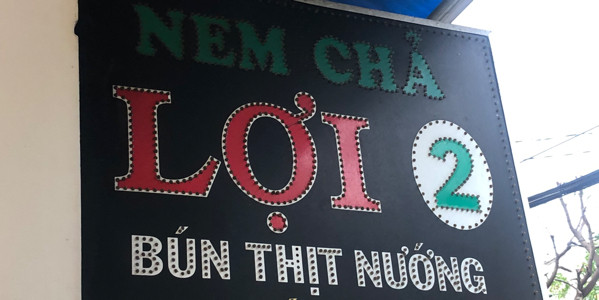 NEM CHẢ
LỢI 2
BÚN THỊT NƯỚNG